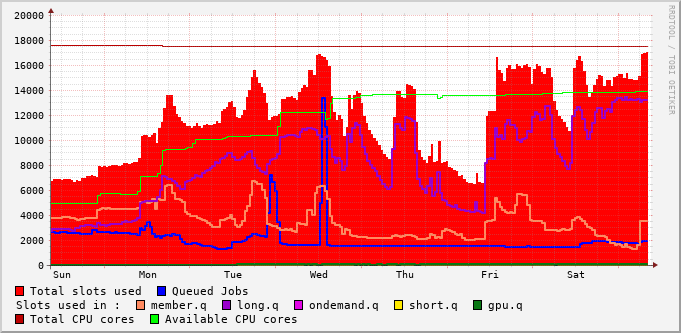 20000
18000
16000
14000
12000
10000
8000
6000
4000
2000
0
Sun Mon Tue Wed Thu Fri Sat
RRDTOOL / TOBI OETIKER
Total slots used Queued Jobs
Slots used in : member.q long.q ondemand.q short.q gpu.q
Total CPU cores Available CPU cores